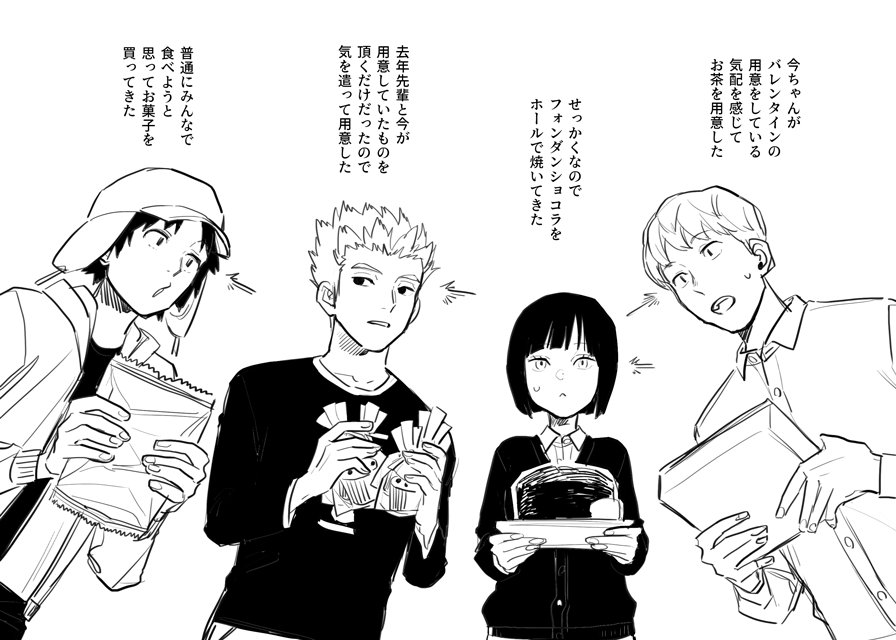 今ちゃんが
バレンタインの
用意をしている
気配を感じて
お茶を用意した
せっかくなので
フォンダンショコラを
ホールで焼いてきた
去年先輩と今が
用意していたものを
頂くだけだったので
気を遣って用意した
普通にみんなで
食べようと
思ってお菓子を
買ってきた